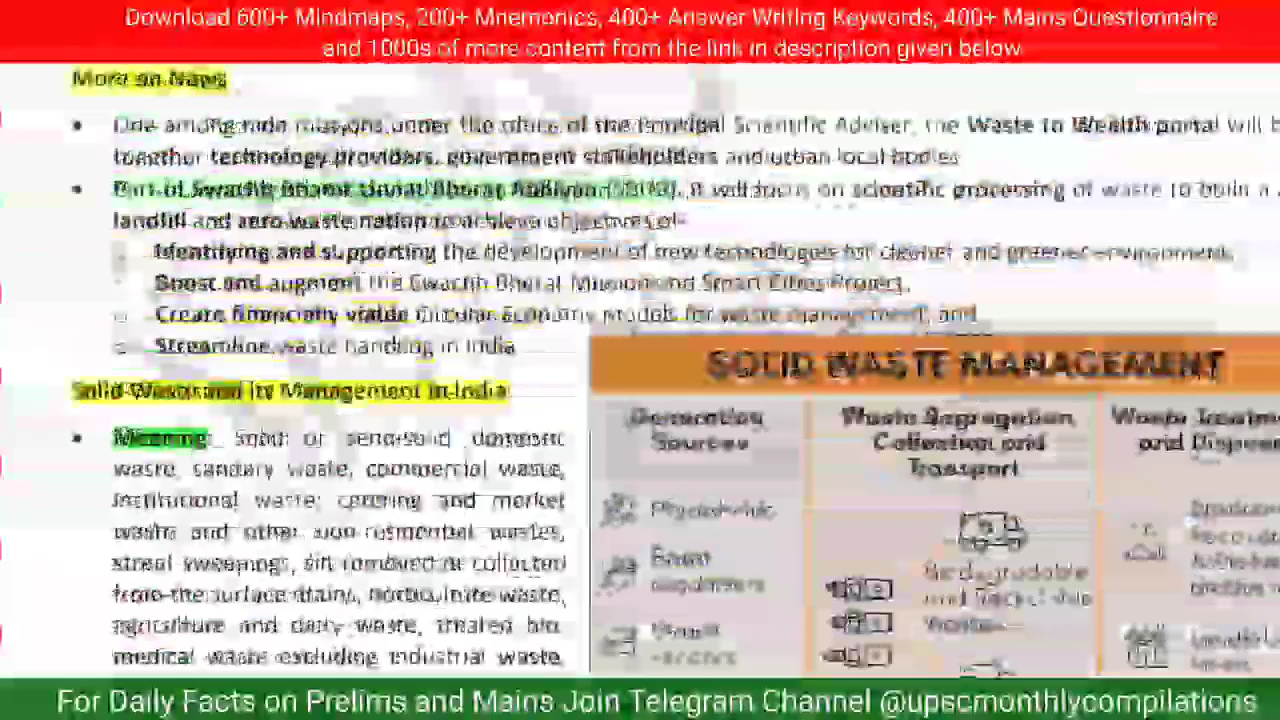 Download 600+ Mindmaps, 200+ Mnemonics, 400+ Answer Writing Keywords, 400+ Mains Questionnaire
and 1000s of more content from the link in description given below
More on News
One among nine missions under the office of the Principal Scientific Adviser, the Waste to Wealth portal will
together technology providers, government stakeholders and urban local bodies
Part of Swachh Bharat Unnat Bharat Abhiyan it will focus on scientific processing of waste to build a
landfill and zero waste nation to achieve objectives of-
Identifying and supporting the development of new technologies for cleaner and greener environment,
Boost and augment the Swachh Bharat Mission and Smart Cities Project,
Create financially viable circular economy models for waste management, and
Streamline waste handling in India
Solid Waste and its Management in India
Meaning: Solid or semi-solid domestic
waste, sanitary waste, commercial waste,
institutional waste, catering and market
waste and other non-residential wastes,
street sweepings, silt removed or collected
from the surface drains, horticulture waste,
agriculture and dairy waste, treated bio
medical waste excluding industrial waste,
SOLID WASTE MANAGEMENT
Generation
Sources
Households
Waste Segregation
Collection and
Transport
Biodegradable
and Recyclable
Waste
For Daily Facts on Prelims and Mains Join Telegram Channel @upscmonthlycompilations